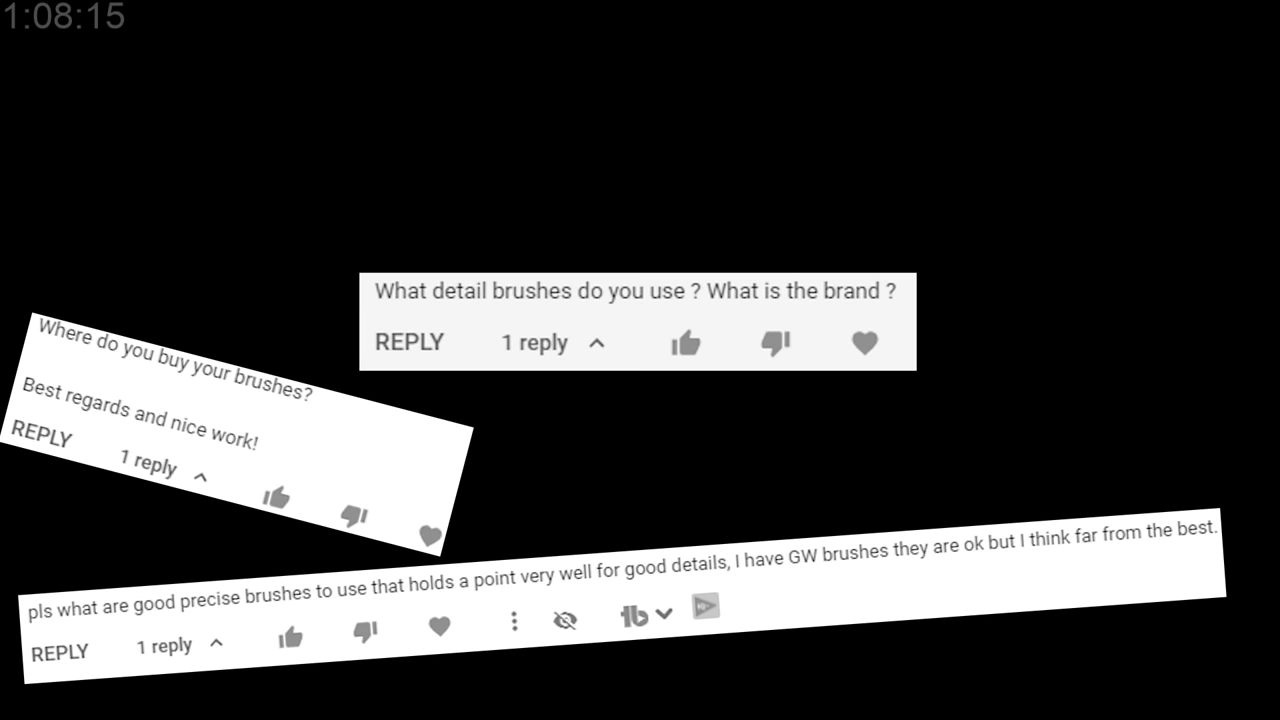 1:08:15
What detail brushes do you use ? What is the brand ?
REPLY 1 reply
Where do you buy your brushes?
Best regards and nice work!
REPLY 1 reply
pls what are good precise brushes to use that holds a point very well for good details, I have GW brushes they are ok but I think far from the best.
REPLY 1 reply